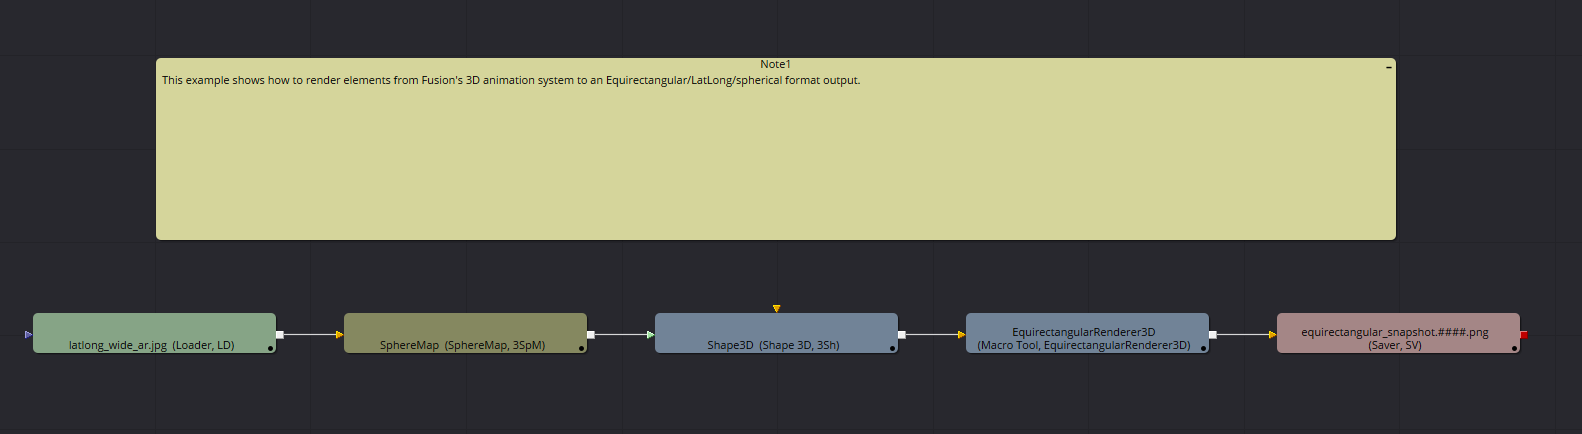 Note1
This example shows how to render elements from Fusion's 3D animation system to an Equirectangular/LatLong/spherical format output.
latlong_wide_ar.jpg (Loader, LD)
SphereMap (SphereMap, 3SpM)
Shape3D (Shape 3D, 3Sh)
EquirectangularRenderer3D
(Macro Tool, EquirectangularRenderer3D)
equirectangular_snapshot.####.png
(Saver, SV)